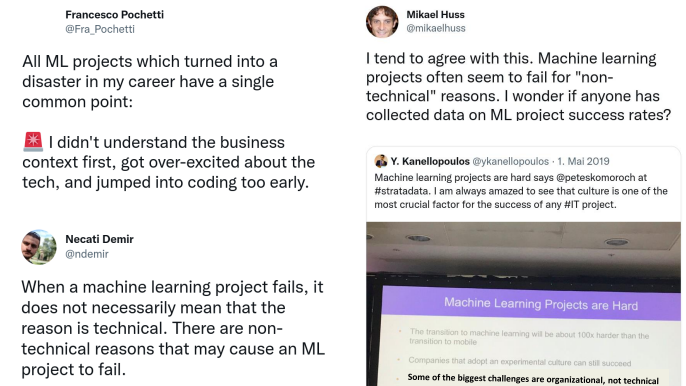 Francesco Pochetti
@Fra_Pochetti
All ML projects which turned into a
disaster in my career have a single
common point:
🚨 I didn't understand the business
context first, got over-excited about the
tech, and jumped into coding too early.
Necati Demir
@ndemir
When a machine learning project fails, it
does not necessarily mean that the
reason is technical. There are non-
technical reasons that may cause an ML
project to fail.
Mikael Huss
@mikaelhuss
I tend to agree with this. Machine learning
projects often seem to fail for "non-
technical" reasons. I wonder if anyone has
collected data on ML project success rates?
Y. Kanellopoulos @ykanellopoulos · 1. Mai 2019
Machine learning projects are hard says @peteskomoroch at
#stratadata. I am always amazed to see that culture is one of the
most crucial factor for the success of any #IT project.
Machine Learning Projects are Hard
The transition to machine learning will be about 100x harder than the
transition to mobile
Companies that adopt an experimental culture can still succeed
Some of the biggest challenges are organizational, not technical